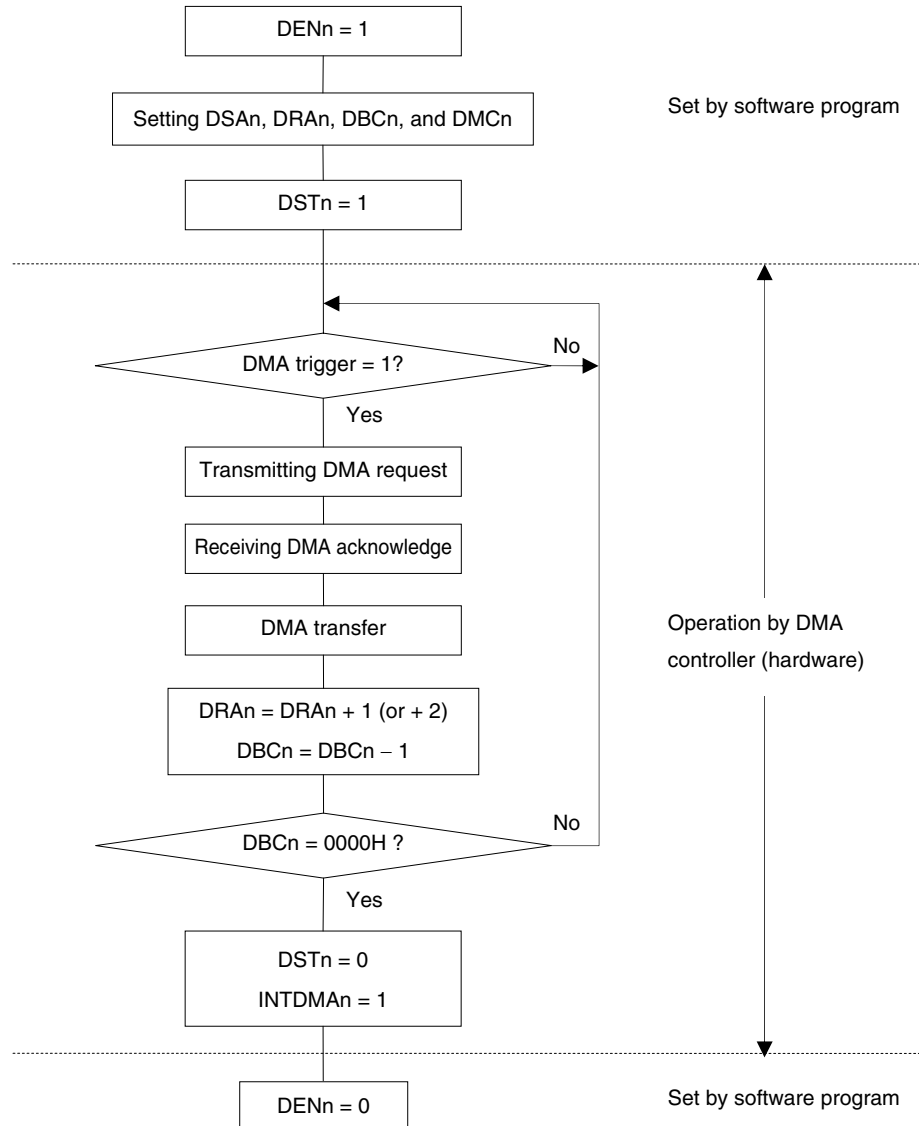 DENn = 1
Setting DSAn, DRAn, DBCn, and DMCn
Set by software program
DSTn = 1
DMA trigger = 1?
No
Yes
Transmitting DMA request
Receiving DMA acknowledge
DMA transfer
Operation by DMA
controller (hardware)
DRAn = DRAn + 1 (or + 2)
DBCn = DBCn − 1
DBCn = 0000H ?
No
Yes
DSTn = 0
INTDMAn = 1
DENn = 0
Set by software program